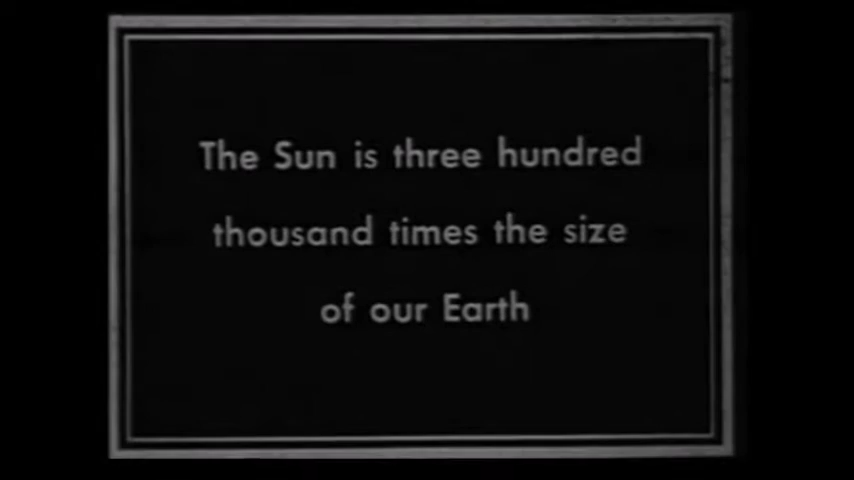 The Sun is three hundred
thousand times the size
of our Earth